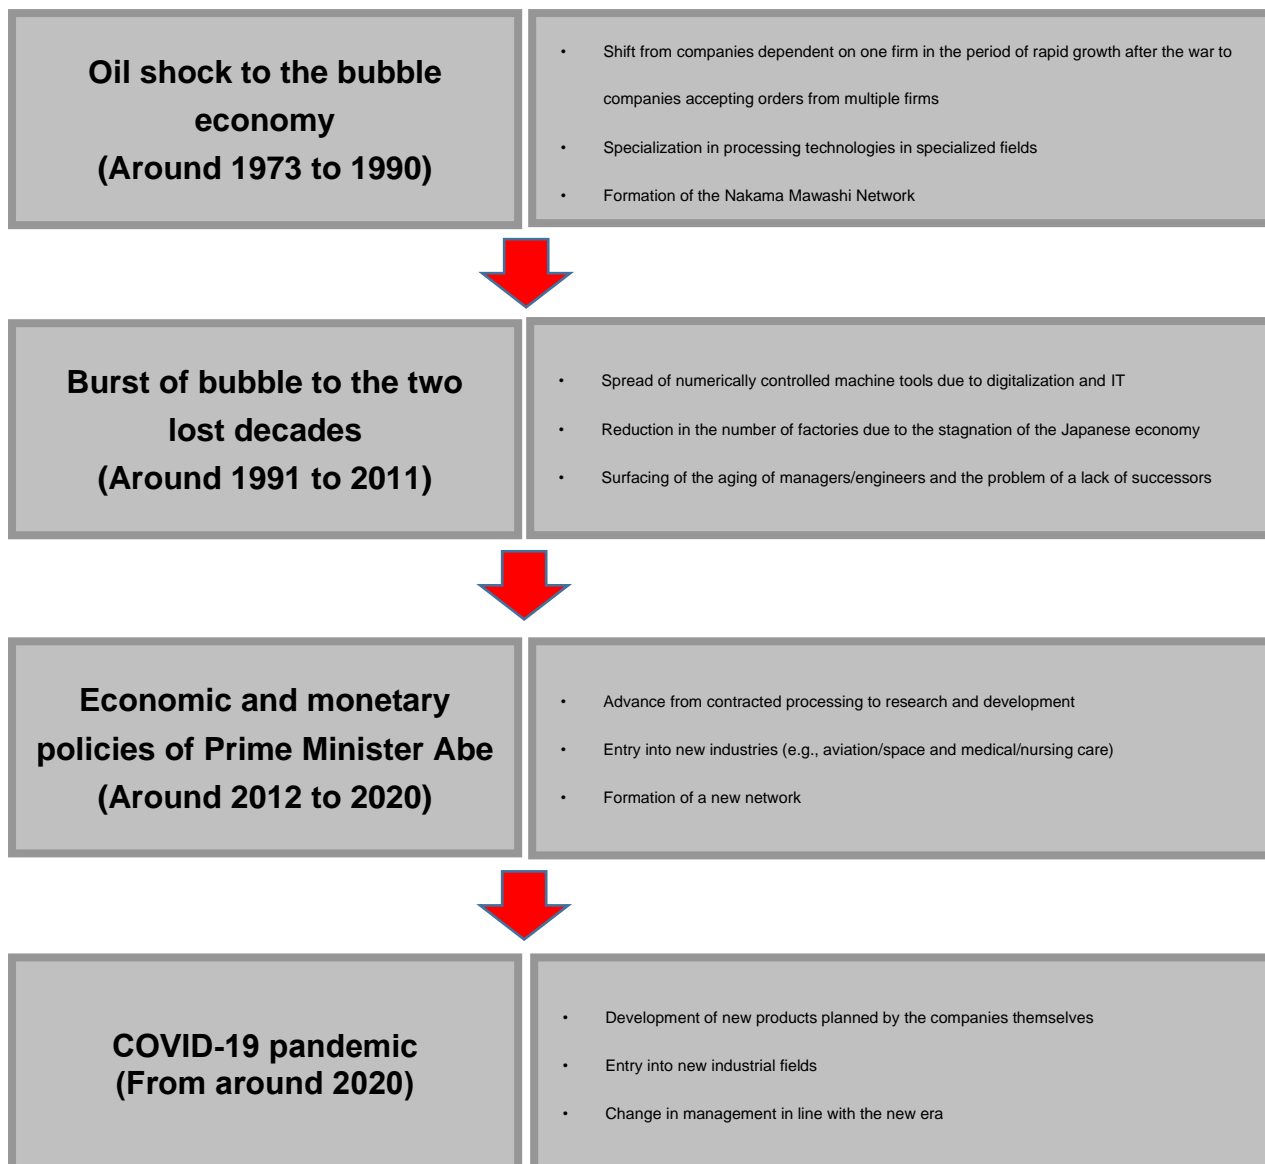 Oil shock to the bubble
economy
(Around 1973 to 1990)
• Shift from companies dependent on one firm in the period of rapid growth after the war to
companies accepting orders from multiple firms
• Specialization in processing technologies in specialized fields
• Formation of the Nakama Mawashi Network
Burst of bubble to the two
lost decades
(Around 1991 to 2011)
• Spread of numerically controlled machine tools due to digitalization and IT
• Reduction in the number of factories due to the stagnation of the Japanese economy
• Surfacing of the aging of managers/engineers and the problem of a lack of successors
Economic and monetary
policies of Prime Minister Abe
(Around 2012 to 2020)
• Advance from contracted processing to research and development
• Entry into new industries (e.g., aviation/space and medical/nursing care)
• Formation of a new network
COVID-19 pandemic
(From around 2020)
• Development of new products planned by the companies themselves
• Entry into new industrial fields
• Change in management in line with the new era